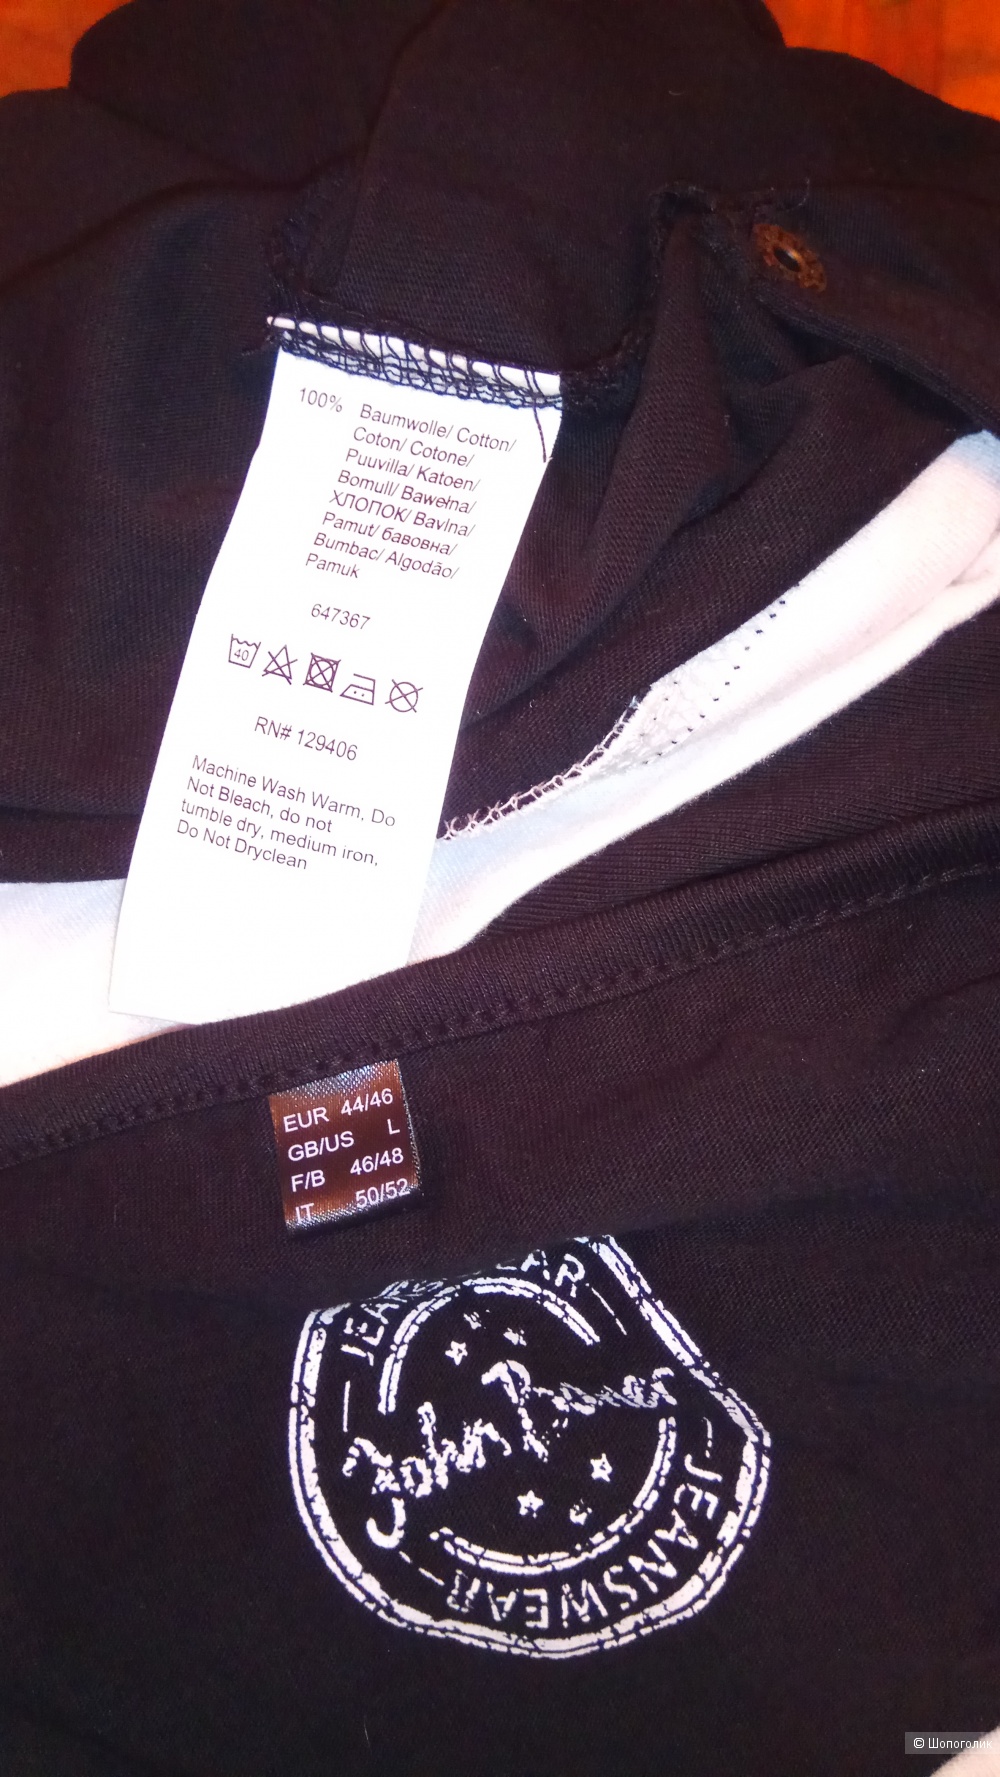 100% Baumwolle/ Cotton/
Coton/ Cotone/
Puuvilla/ Katoen/
Bomull/ Bawełna/
ХЛОПОК/ Bavlna/
Pamut/ бавовна/
Bumbac/ Algodão/
Pamuk
647367
40
RN# 129406
Machine Wash Warm, Do
Not Bleach, do not
tumble dry, medium iron,
Do Not Dryclean
EUR 44/46
GB/US L
F/B 46/48
IT 50/52
John
JEANSWEAR
© Шопоголик